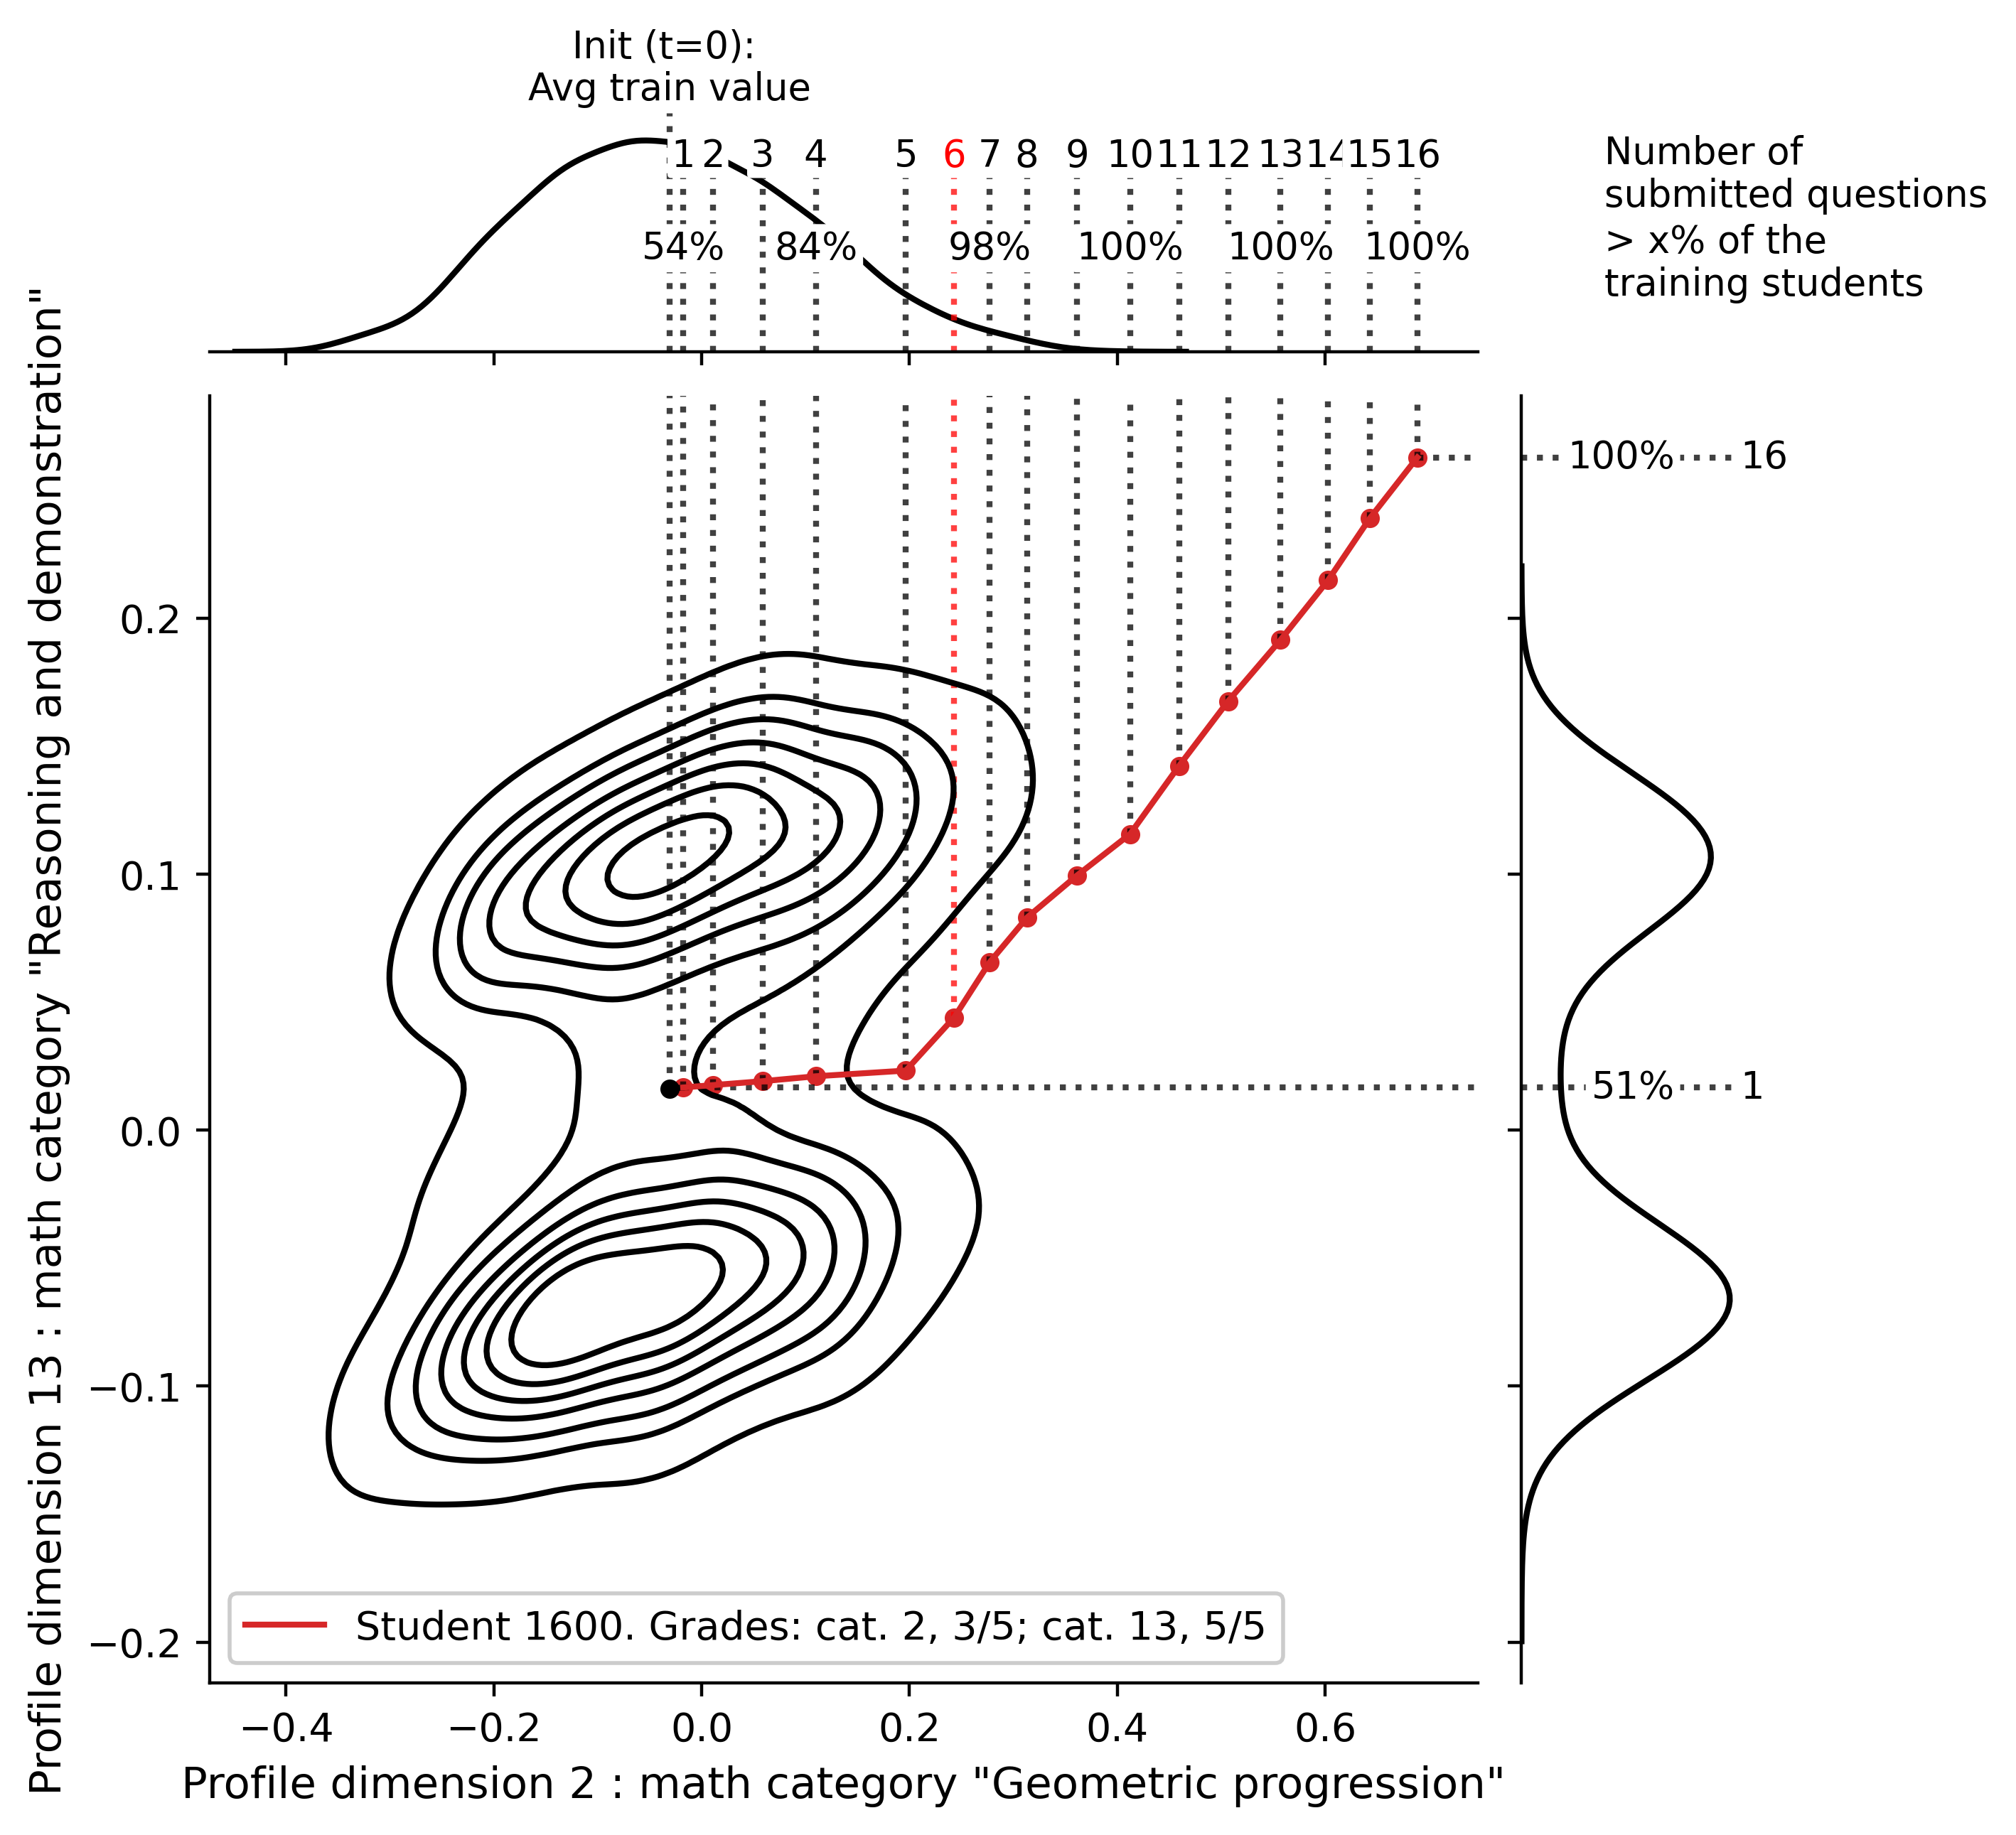 Init (t=0):
Avg train value
1 2 3 4 5 6 7 8 9 10 11 12 13 14 15 16
54% 84% 98% 100% 100% 100%
Number of
submitted questions
> x% of the
training students
Profile dimension 13 : math category "Reasoning and demonstration"
0.2
0.1
0.0
−0.1
−0.2
100% 16
51% 1
Student 1600. Grades: cat. 2, 3/5; cat. 13, 5/5
−0.4 −0.2 0.0 0.2 0.4 0.6
Profile dimension 2 : math category "Geometric progression"